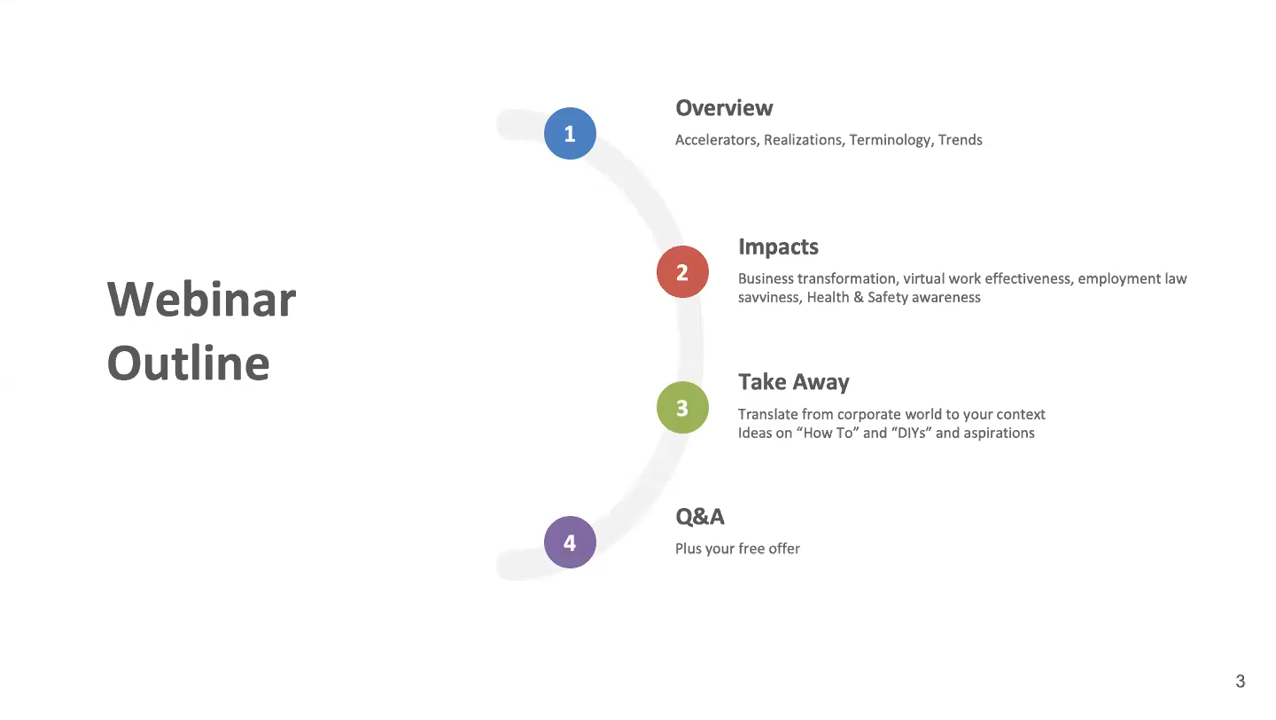 Webinar
Outline
1
Overview
Accelerators, Realizations, Terminology, Trends
2
Impacts
Business transformation, virtual work effectiveness, employment law
savviness, Health & Safety awareness
3
Take Away
Translate from corporate world to your context
Ideas on “How To” and “DIYs” and aspirations
4
Q&A
Plus your free offer
3